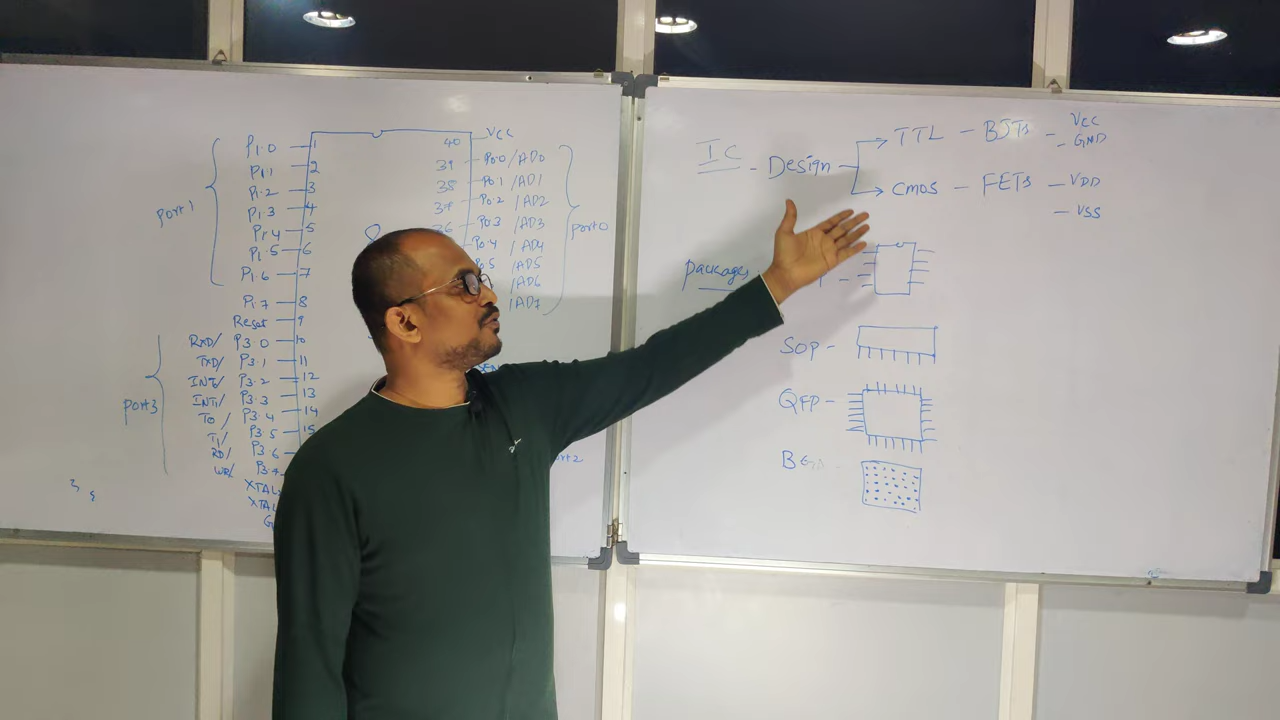 P1.0 1 40 VCC
P1.1 2 39 P0.0/AD0
P1.2 3 38 P0.1/AD1
port1 P1.3 4 37 P0.2/AD2
P1.4 5 36 P0.3/AD3 port0
P1.5 6 P0.4/AD4
P1.6 7 /AD5
P1.7 8 /AD6
Reset 9 /AD7
RXD/ P3.0 10
TXD/ P3.1 11
INT0/ P3.2 12
port3 INT1/ P3.3 13
T0/ P3.4 14
T1/ P3.5 15
RD/ P3.6
WR/ P3.7
XTAL
XTAL
IC - Design
TTL - BJTs - VCC
- GND
CMOS - FETs - VDD
- VSS
packages
SOP -
QFP -